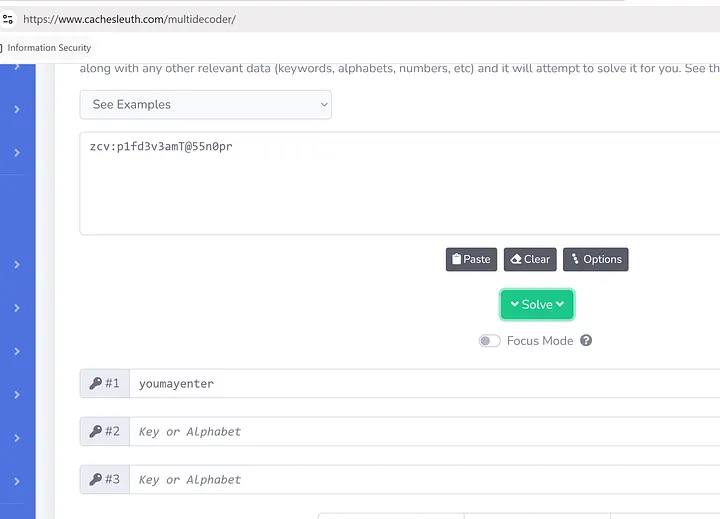 https://www.cachesleuth.com/multidecoder/
Information Security
along with any other relevant data (keywords, alphabets, numbers, etc) and it will attempt to solve it for you. See th
See Examples
zcv:p1fd3v3amT@55n0pr
Paste Clear Options
Solve
Focus Mode ?
#1 youmayenter
#2 Key or Alphabet
#3 Key or Alphabet